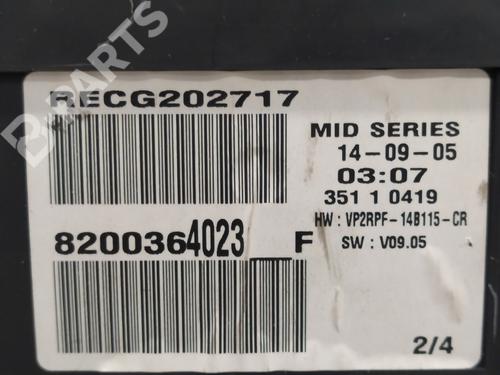 B-PARTS
RECG202717
MID SERIES
14-09-05
03:07
351 1 0419
HW : VP2RPF-14B115-CR
SW : V09.05
8200364023__F
2/4